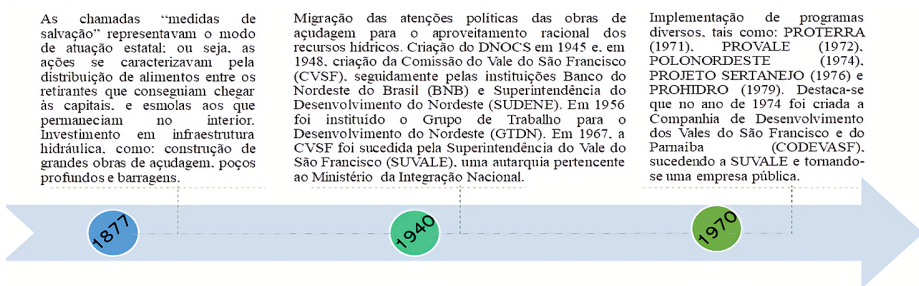 As chamadas “medidas de
salvação” representavam o modo
de atuação estatal; ou seja, as
ações se caracterizavam pela
distribuição de alimentos entre os
retirantes que conseguiam chegar
às capitais, e esmolas aos que
permaneciam no interior.
Investimento em infraestrutura
hidráulica, como: construção de
grandes obras de açudagem, poços
profundos e barragens.
Migração das atenções políticas das obras de
açudagem para o aproveitamento racional dos
recursos hídricos. Criação do DNOCS em 1945 e, em
1948, criação da Comissão do Vale do São Francisco
(CVSF), seguidamente pelas instituições Banco do
Nordeste do Brasil (BNB) e Superintendência do
Desenvolvimento do Nordeste (SUDENE). Em 1956
foi instituído o Grupo de Trabalho para o
Desenvolvimento do Nordeste (GTDN). Em 1967, a
CVSF foi sucedida pela Superintendência do Vale do
São Francisco (SUVALE), uma autarquia pertencente
ao Ministério da Integração Nacional.
Implementação de programas
diversos, tais como: PROTERRA
(1971), PROVALE (1972),
POLONORDESTE (1974),
PROJETO SERTANEJO (1976) e
PROHIDRO (1979). Destaca-se
que no ano de 1974 foi criada a
Companhia de Desenvolvimento
dos Vales do São Francisco e do
Parnaíba (CODEVASF),
sucedendo a SUVALE e tornando-
se uma empresa pública.
1877
1940
1970